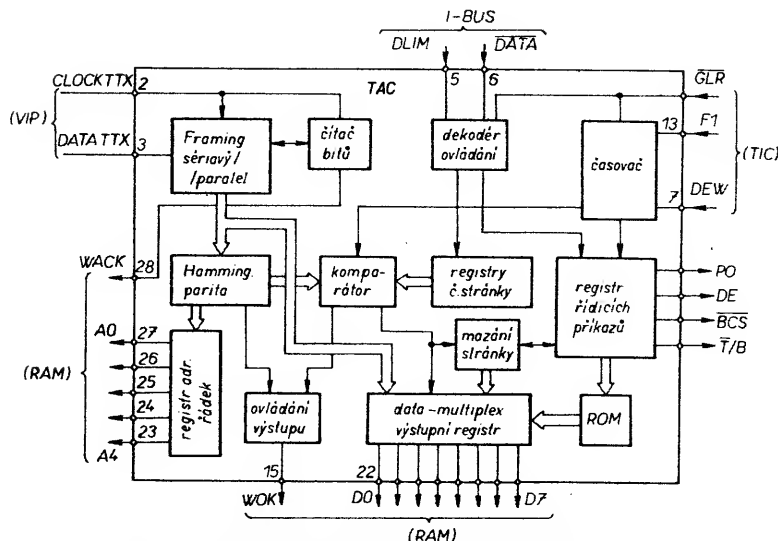 I-BUS
DLIM
DATA
5
6
TAC
CLOCKTTX
2
(VIP)
DATATTX
3
GLR
13
F1
(TIC)
7
DEW
Framing
sériavý/
/paralel
čítač
bitů
dekodér
ovládání
časovač
WACK
28
Hamming.
parita
kompa-
rátor
registry
č.stránky
registr
řídicích
příkazů
PO
DE
BCS
T/B
A0
27
26
25
24
23
A4
(RAM)
registr adr.
řádek
mazání
stránky
ovládání
výstupu
data-multiplex
výstupní registr
ROM
15
22
WOK
D0
D7
(RAM)